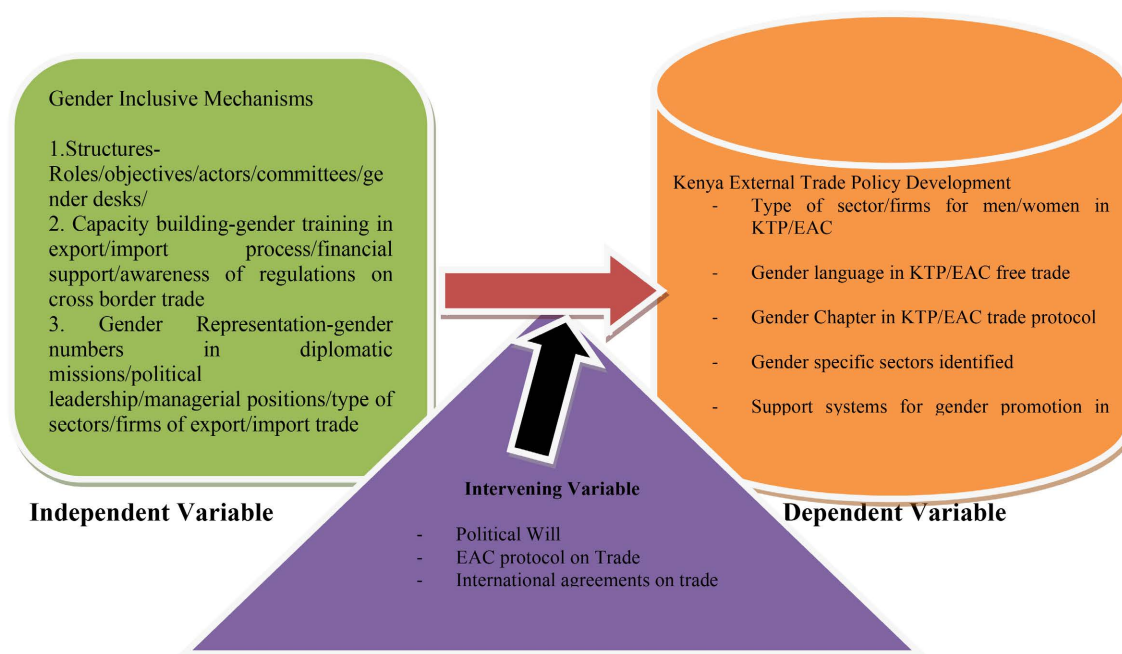 Gender Inclusive Mechanisms
1.Structures-
Roles/objectives/actors/committees/ge
nder desks/
2. Capacity building-gender training in
export/import process/financial
support/awareness of regulations on
cross border trade
3. Gender Representation-gender
numbers in diplomatic
missions/political
leadership/managerial positions/type of
sectors/firms of export/import trade
Independent Variable
Kenya External Trade Policy Development
- Type of sector/firms for men/women in
KTP/EAC
- Gender language in KTP/EAC free trade
- Gender Chapter in KTP/EAC trade protocol
- Gender specific sectors identified
- Support systems for gender promotion in
Dependent Variable
Intervening Variable
- Political Will
- EAC protocol on Trade
- International agreements on trade